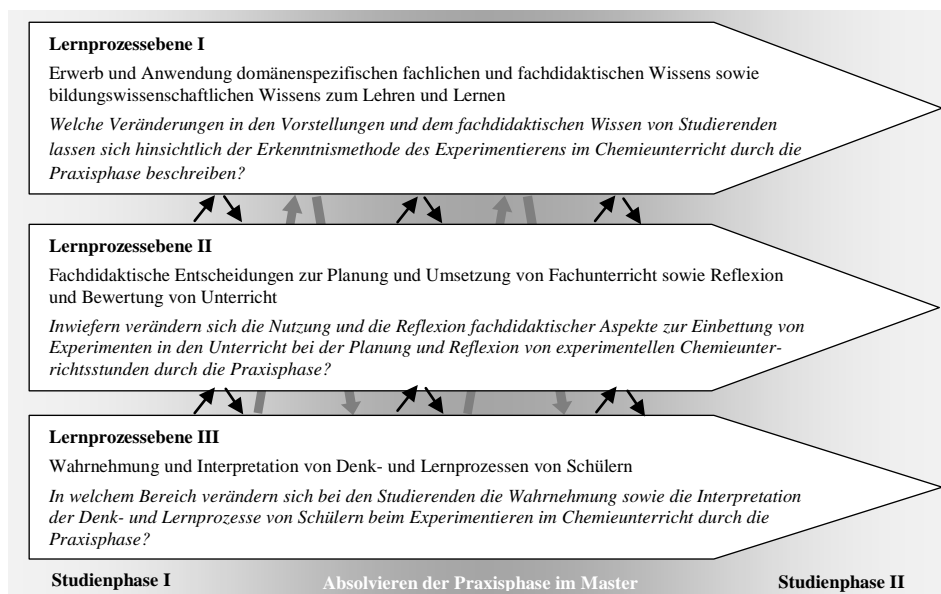 Lernprozessebene I
Erwerb und Anwendung domänenspezifischen fachlichen und fachdidaktischen Wissens sowie
bildungswissenschaftlichen Wissens zum Lehren und Lernen
Welche Veränderungen in den Vorstellungen und dem fachdidaktischen Wissen von Studierenden
lassen sich hinsichtlich der Erkenntnismethode des Experimentierens im Chemieunterricht durch die
Praxisphase beschreiben?
Lernprozessebene II
Fachdidaktische Entscheidungen zur Planung und Umsetzung von Fachunterricht sowie Reflexion
und Bewertung von Unterricht
Inwiefern verändern sich die Nutzung und die Reflexion fachdidaktischer Aspekte zur Einbettung von
Experimenten in den Unterricht bei der Planung und Reflexion von experimentellen Chemieunter-
richtsstunden durch die Praxisphase?
Lernprozessebene III
Wahrnehmung und Interpretation von Denk- und Lernprozessen von Schülern
In welchem Bereich verändern sich bei den Studierenden die Wahrnehmung sowie die Interpretation
der Denk- und Lernprozesse von Schülern beim Experimentieren im Chemieunterricht durch die
Praxisphase?
Studienphase I Absolvieren der Praxisphase im Master Studienphase II